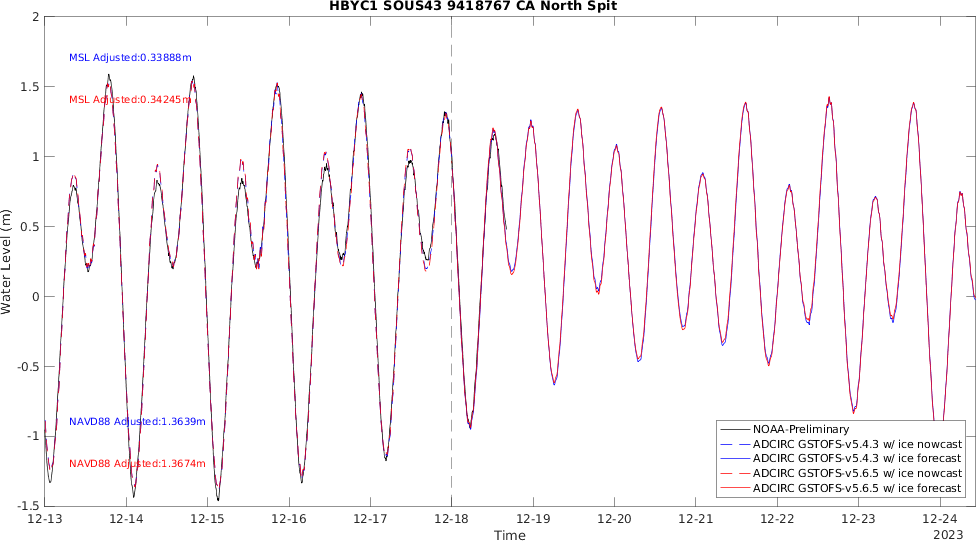 HBYC1 SOUS43 9418767 CA North Spit
2
1.5
1
0.5
0
-0.5
-1
-1.5
Water Level (m)
MSL Adjusted:0.33888m
MSL Adjusted:0.34245m
NAVD88 Adjusted:1.3639m
NAVD88 Adjusted:1.3674m
NOAA-Preliminary
ADCIRC GSTOFS-v5.4.3 w/ ice nowcast
ADCIRC GSTOFS-v5.4.3 w/ ice forecast
ADCIRC GSTOFS-v5.6.5 w/ ice nowcast
ADCIRC GSTOFS-v5.6.5 w/ ice forecast
12-13 12-14 12-15 12-16 12-17 12-18 12-19 12-20 12-21 12-22 12-23 12-24
Time
2023